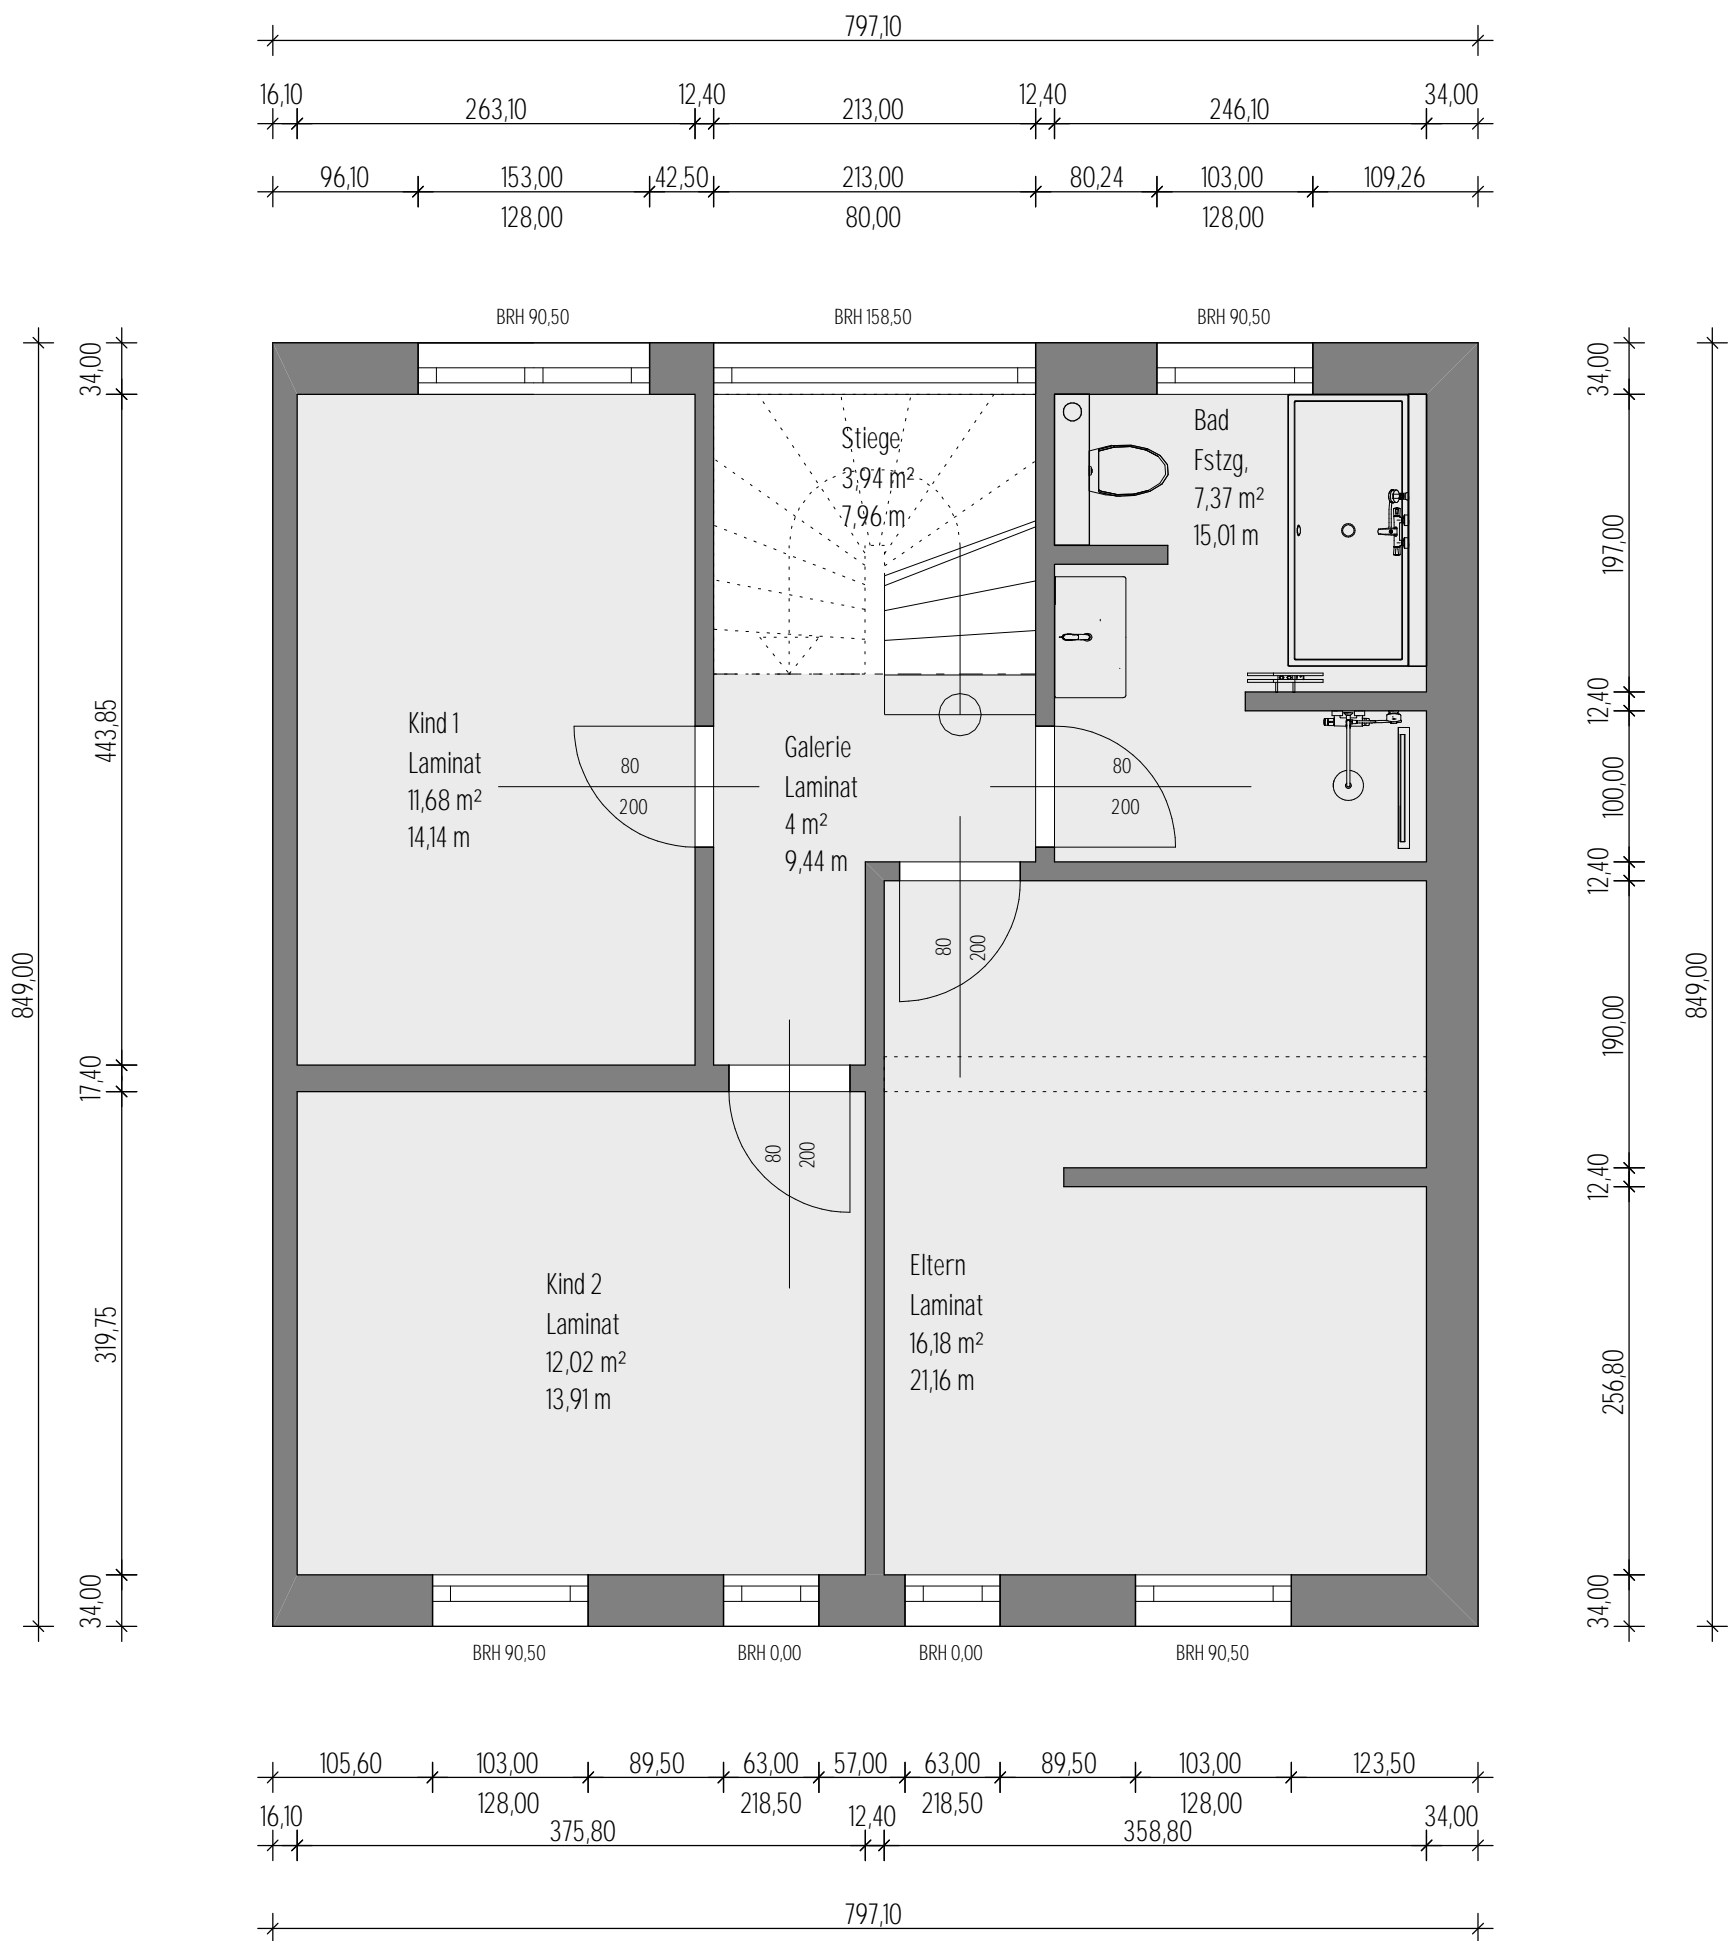 797,10
16,10 263,10 12,40 213,00 12,40 246,10 34,00
96,10 153,00 42,50 213,00 80,24 103,00 109,26
128,00 80,00 128,00
BRH 90,50 BRH 158,50 BRH 90,50
849,00
34,00
443,85
17,40
319,75
34,00
Stiege
3,94 m²
7,96 m
Bad
Fstzg,
7,37 m²
15,01 m
Kind 1
Laminat
11,68 m²
14,14 m
80
200
Galerie
Laminat
4 m²
9,44 m
80
200
80
200
80
200
Kind 2
Laminat
12,02 m²
13,91 m
Eltern
Laminat
16,18 m²
21,16 m
34,00
197,00
12,40
100,00
12,40
190,00
12,40
256,80
34,00
849,00
BRH 90,50 BRH 0,00 BRH 0,00 BRH 90,50
105,60 103,00 89,50 63,00 57,00 63,00 89,50 103,00 123,50
128,00 218,50 218,50 128,00
16,10 375,80 12,40 358,80 34,00
797,10